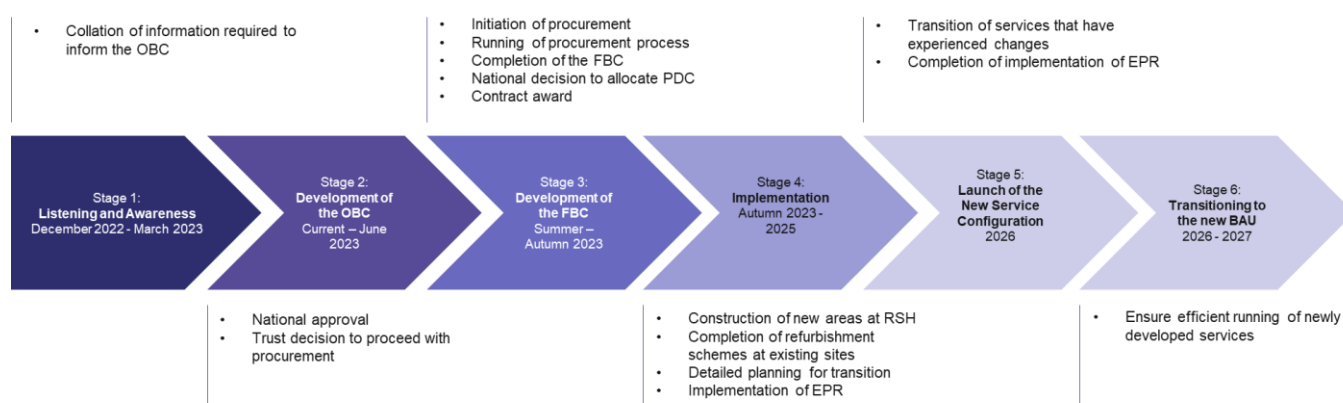 • Collation of information required to
inform the OBC
• Initiation of procurement
• Running of procurement process
• Completion of the FBC
• National decision to allocate PDC
• Contract award
• Transition of services that have
experienced changes
• Completion of implementation of EPR
Stage 1:
Listening and Awareness
December 2022 - March 2023
Stage 2:
Development of
the OBC
Current – June
2023
Stage 3:
Development of
the FBC
Summer –
Autumn 2023
Stage 4:
Implementation
Autumn 2023 -
2025
Stage 5:
Launch of the
New Service
Configuration
2026
Stage 6:
Transitioning to
the new BAU
2026 - 2027
• National approval
• Trust decision to proceed with
procurement
• Construction of new areas at RSH
• Completion of refurbishment
schemes at existing sites
• Detailed planning for transition
• Implementation of EPR
• Ensure efficient running of newly
developed services